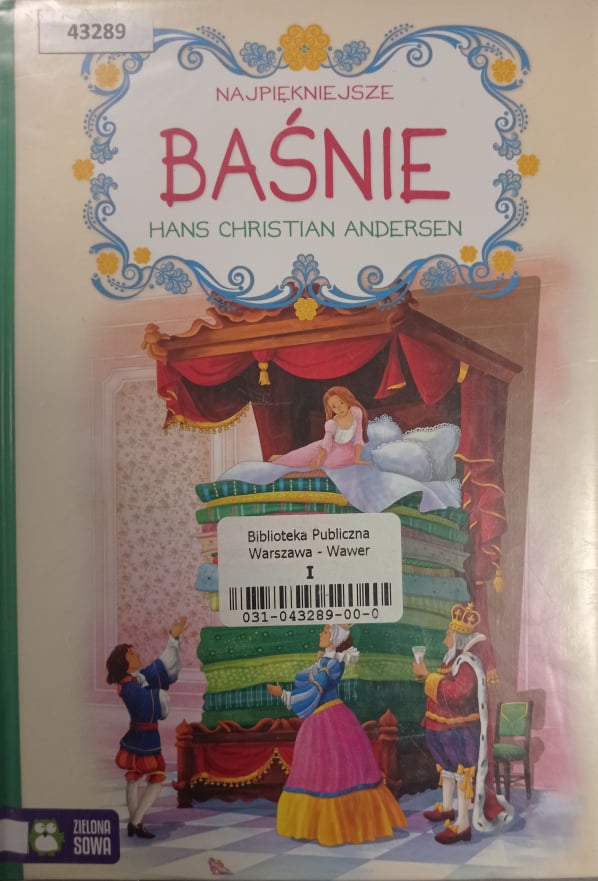 43289
NAJPIĘKNIEJSZE
BAŚNIE
HANS CHRISTIAN ANDERSEN
Biblioteka Publiczna
Warszawa - Wawer
I
031-043289-00-0
ZIELONA
SOWA